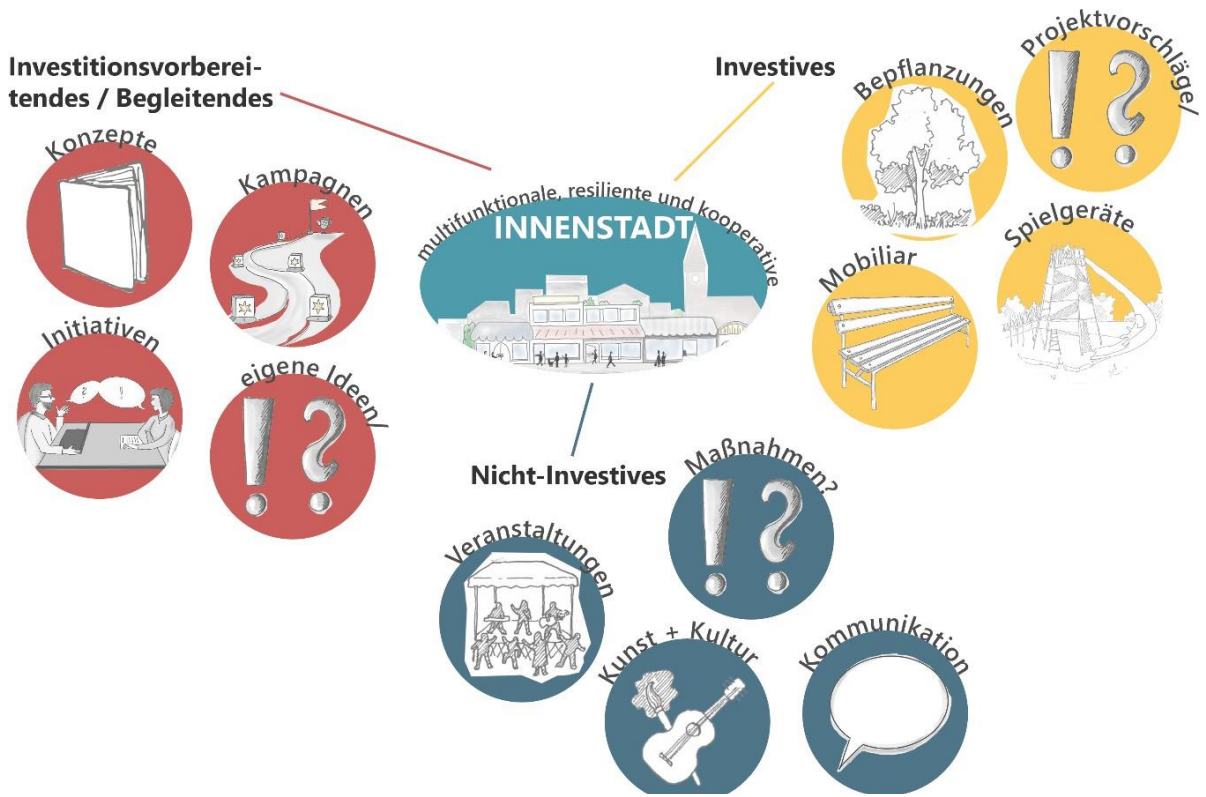 Investitionsvorberei-
tendes / Begleitendes
Konzepte
Kampagnen
Initiativen
eigene Ideen/
multifunktionale, resiliente und kooperative
INNENSTADT
Investives
Bepflanzungen
Projektvorschläge/
Mobiliar
Spielgeräte
Nicht-Investives
Maßnahmen?
Veranstaltungen
Kunst + Kultur
Kommunikation